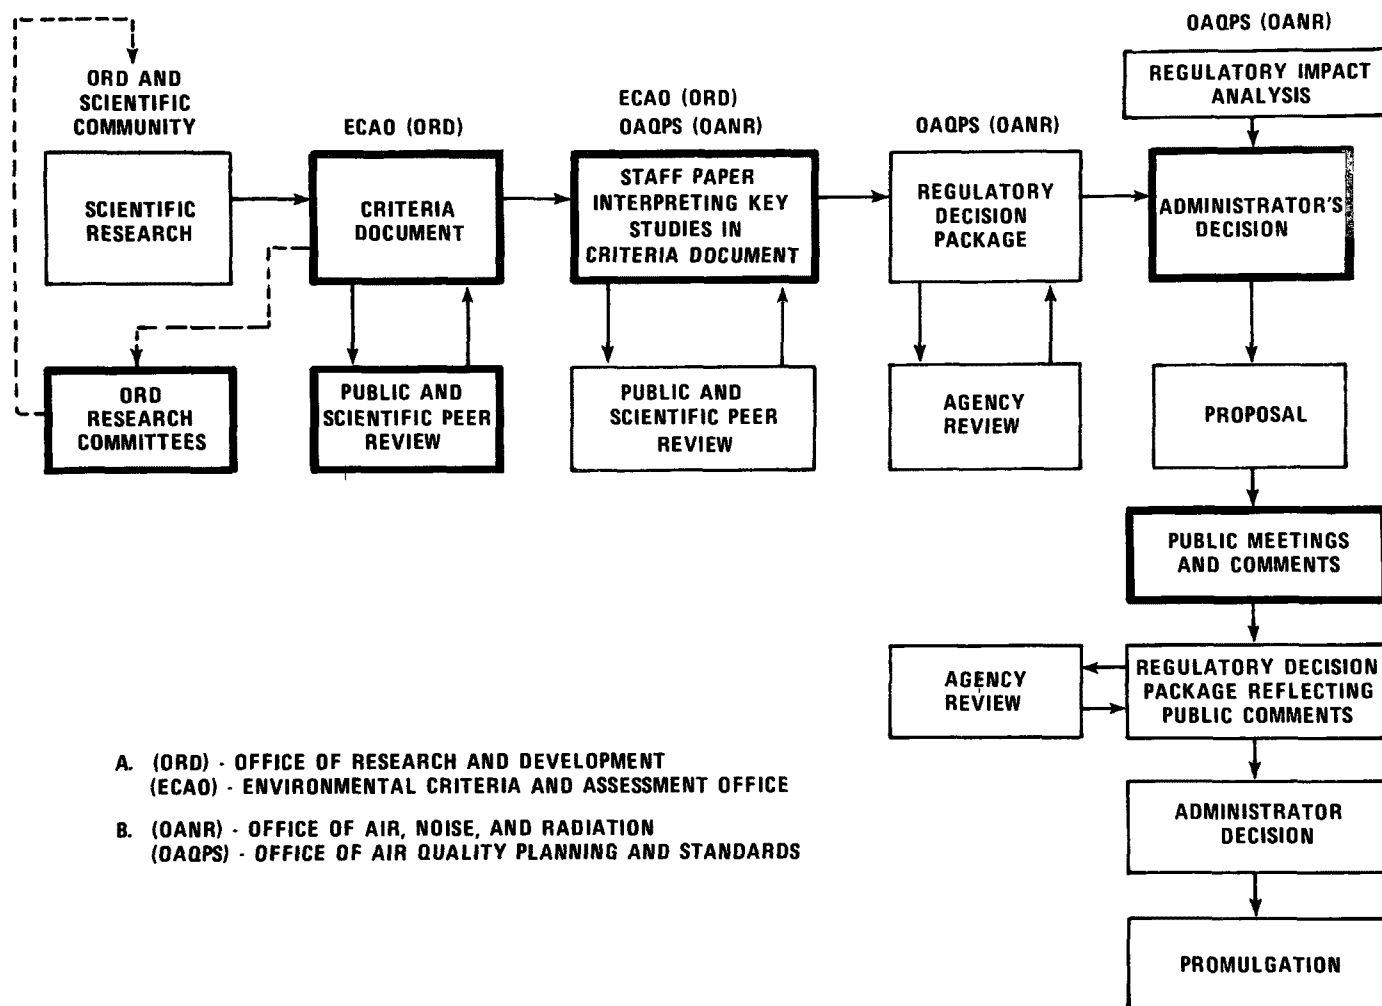 OAQPS (OANR)
REGULATORY IMPACT
ANALYSIS
ORD AND
SCIENTIFIC
COMMUNITY
ECAO (ORD)
ECAO (ORD)
OAQPS (OANR)
OAQPS (OANR)
SCIENTIFIC
RESEARCH
CRITERIA
DOCUMENT
STAFF PAPER
INTERPRETING KEY
STUDIES IN
CRITERIA DOCUMENT
REGULATORY
DECISION
PACKAGE
ADMINISTRATOR'S
DECISION
ORD
RESEARCH
COMMITTEES
PUBLIC AND
SCIENTIFIC PEER
REVIEW
PUBLIC AND
SCIENTIFIC PEER
REVIEW
AGENCY
REVIEW
PROPOSAL
PUBLIC MEETINGS
AND COMMENTS
AGENCY
REVIEW
REGULATORY DECISION
PACKAGE REFLECTING
PUBLIC COMMENTS
ADMINISTRATOR
DECISION
PROMULGATION
A. (ORD) - OFFICE OF RESEARCH AND DEVELOPMENT
(ECAO) - ENVIRONMENTAL CRITERIA AND ASSESSMENT OFFICE
B. (OANR) - OFFICE OF AIR, NOISE, AND RADIATION
(OAQPS) - OFFICE OF AIR QUALITY PLANNING AND STANDARDS